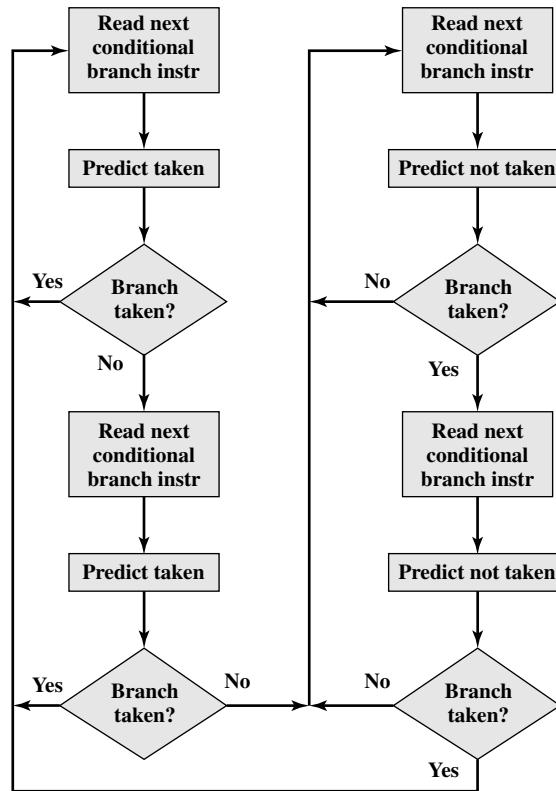 Read next
conditional
branch instr
Predict taken
Yes
Branch
taken?
No
Read next
conditional
branch instr
Predict taken
Yes
Branch
taken?
No
Read next
conditional
branch instr
Predict not taken
No
Branch
taken?
Yes
Read next
conditional
branch instr
Predict not taken
No
Branch
taken?
Yes